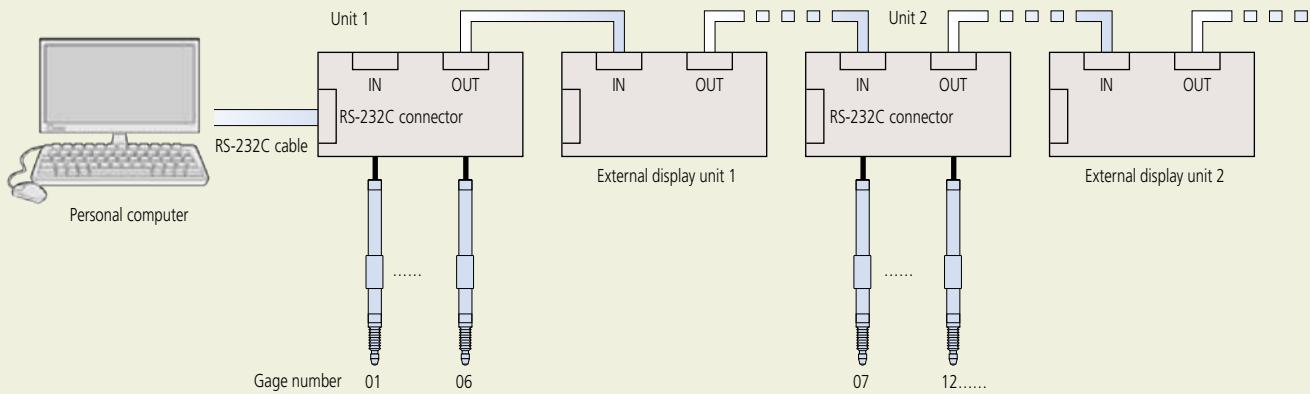 Unit 1
Unit 2
IN
OUT
IN
OUT
IN
OUT
IN
OUT
RS-232C connector
RS-232C connector
RS-232C cable
External display unit 1
External display unit 2
Personal computer
......
......
Gage number 01 06 07 12......